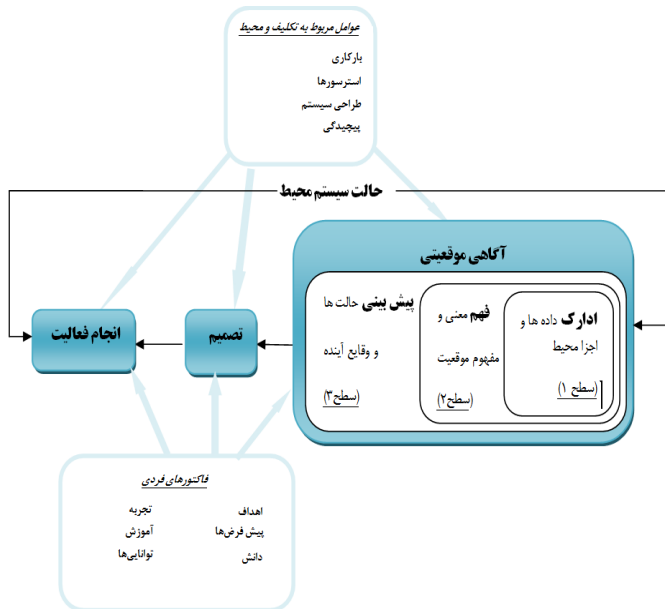 عوامل مربوط به تکلیف و محیط
بارکاری
استرسورها
طراحی سیستم
پیچیدگی
حالت سیستم محیط
آگاهی موقعیتی
ادارک داده ها و
اجزا محیط
(سطح ۱)
فهم معنی و
مفهوم موقعیت
(سطح۲)
پیش بینی حالت ها
و وقایع آینده
(سطح۳)
تصمیم
انجام فعالیت
فاکتورهای فردی
اهداف
پیش فرض‌ها
دانش
تجربه
آموزش
توانایی‌ها